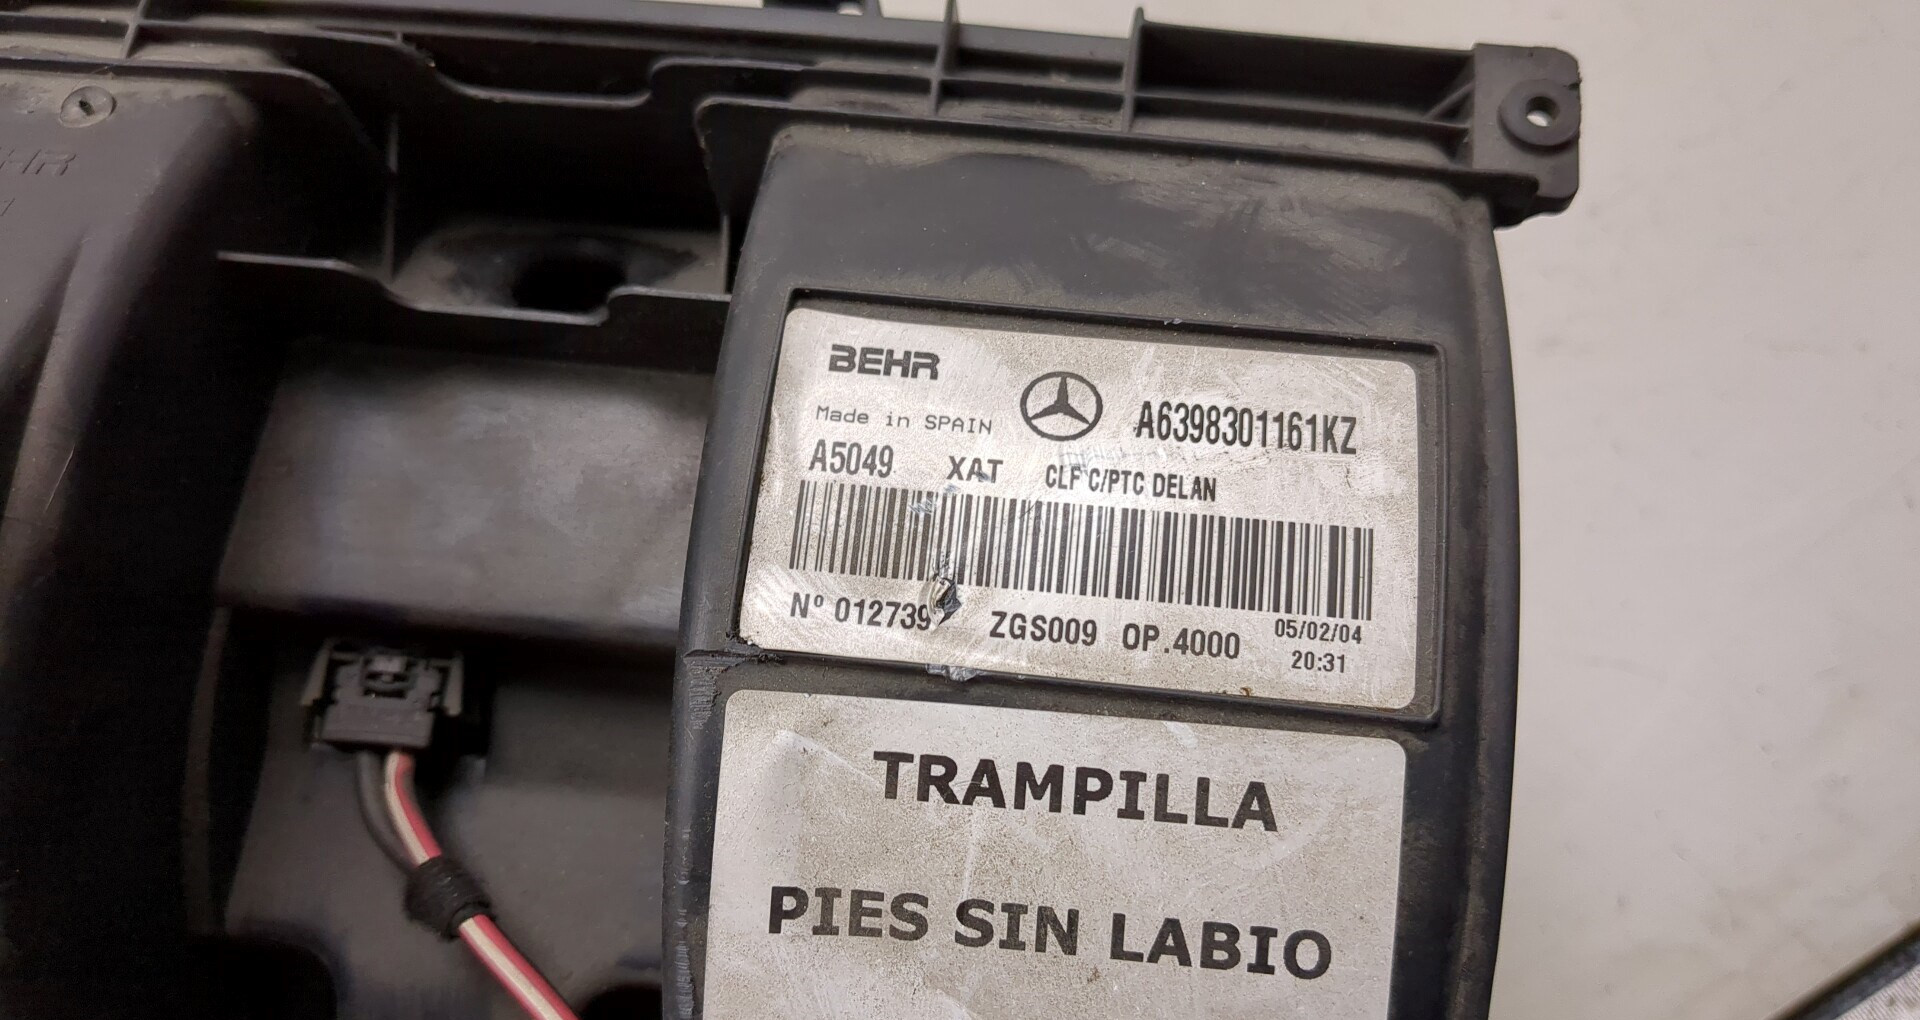 BEHR
Made in SPAIN
A6398301161KZ
A5049 XAT CLF C/PTC DELAN
Nº 012739 ZGS009 OP.4000 05/02/04
20:31
TRAMPILLA
PIES SIN LABIO